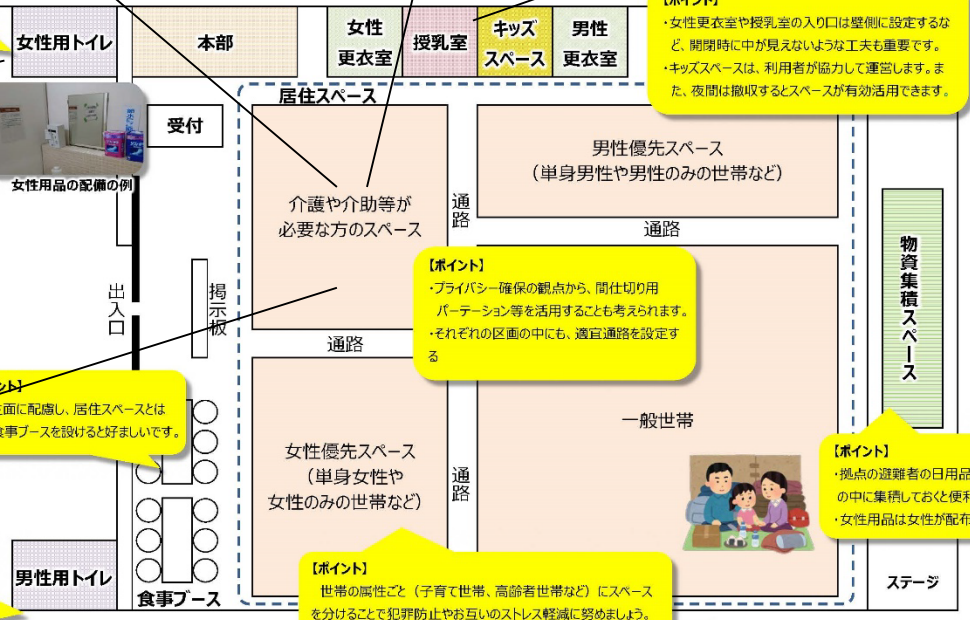 【ポイント】
・女性更衣室や授乳室の入り口は壁側に設定するな
ど、開閉時に中が見えないような工夫も重要です。
・キッズスペースは、利用者が協力して運営します。ま
た、夜間は撤収するとスペースが有効活用できます。
女性用トイレ
本部
女性
更衣室
授乳室
キッズ
スペース
男性
更衣室
居住スペース
受付
女性用品の配備の例
介護や介助等が
必要な方のスペース
通路
男性優先スペース
（単身男性や男性のみの世帯など）
通路
物資集積スペース
出入口
掲示板
【ポイント】
・プライバシー確保の観点から、間仕切り用
パーテーション等を活用することも考えられます。
・それぞれの区画の中にも、適宜通路を設定す
る
通路
ント】
面に配慮し、居住スペースとは
食事ブースを設けると好ましいです。
女性優先スペース
（単身女性や
女性のみの世帯など）
通路
一般世帯
【ポイント】
・拠点の避難者の日用品
の中に集積しておくと便利
・女性用品は女性が配布
男性用トイレ
食事ブース
【ポイント】
世帯の属性ごと（子育て世帯、高齢者世帯など）にスペース
を分けることで犯罪防止やお互いのストレス軽減に努めましょう。
ステージ